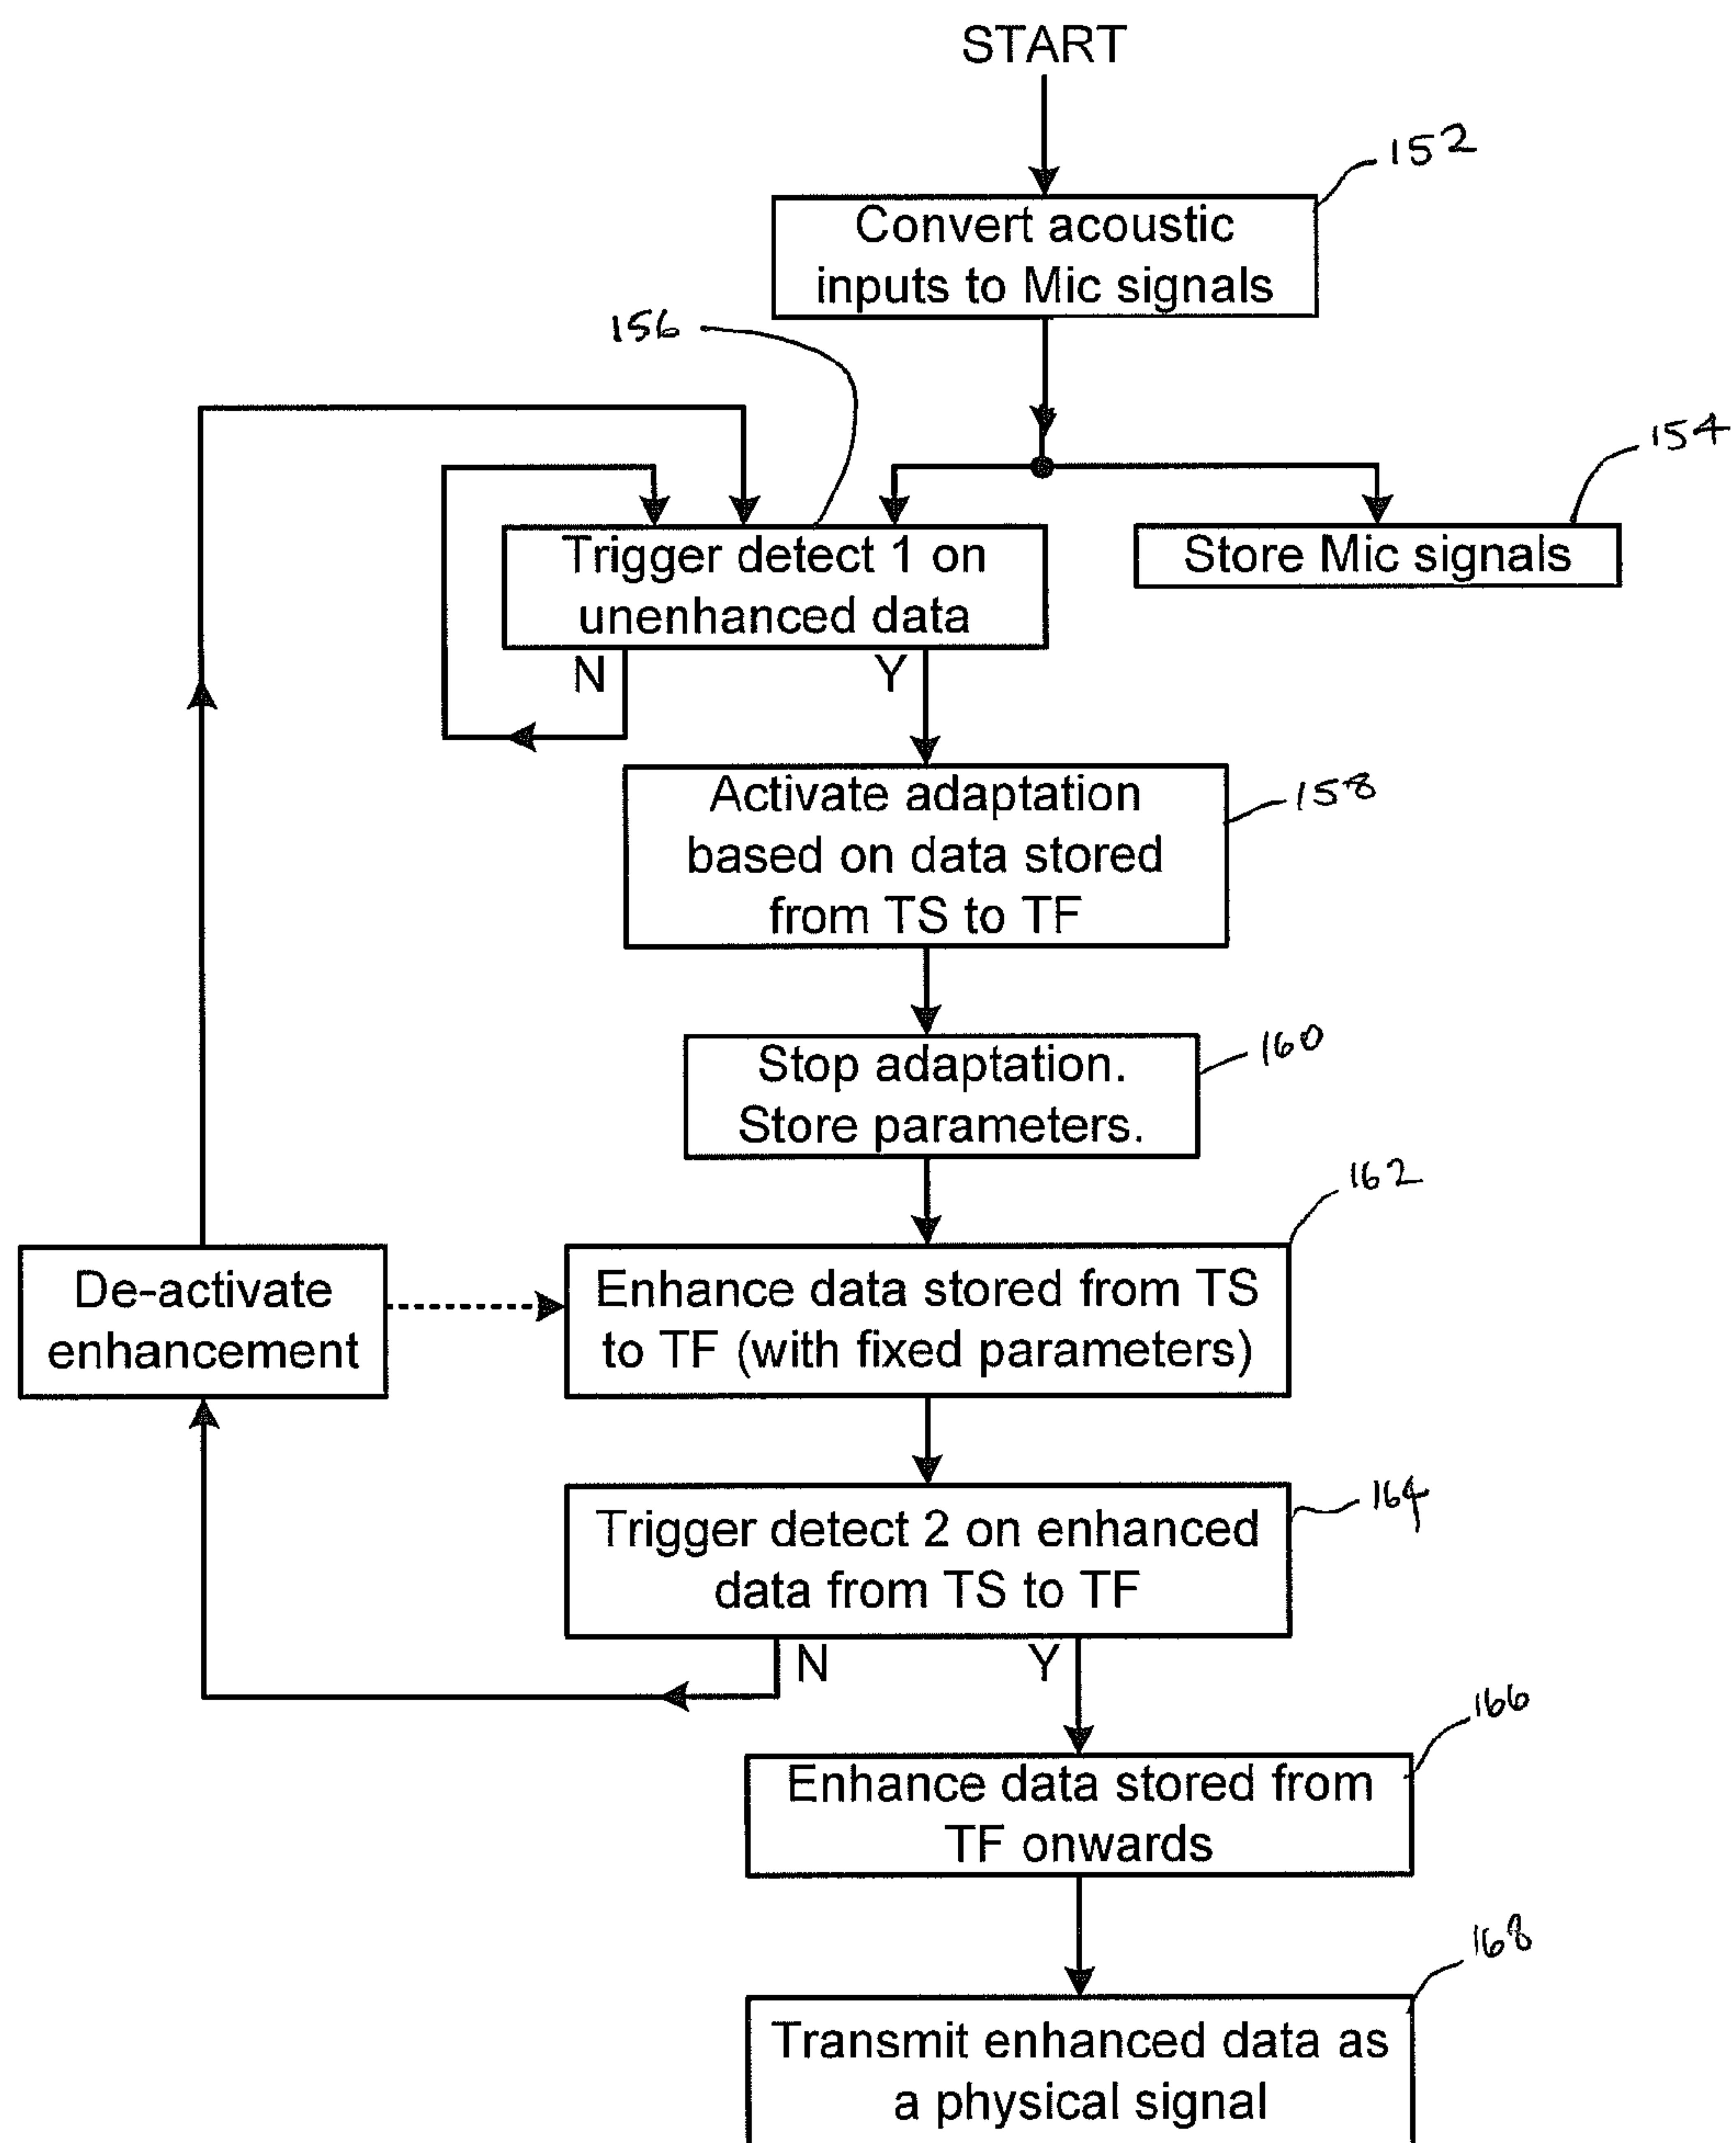 START
152
Convert acoustic
inputs to Mic signals
156
154
Trigger detect 1 on
unenhanced data
Store Mic signals
N
Y
Activate adaptation
based on data stored
from TS to TF
158
Stop adaptation.
Store parameters.
160
162
De-activate
enhancement
Enhance data stored from TS
to TF (with fixed parameters)
Trigger detect 2 on enhanced
data from TS to TF
164
N
Y
166
Enhance data stored from
TF onwards
168
Transmit enhanced data as
a physical signal